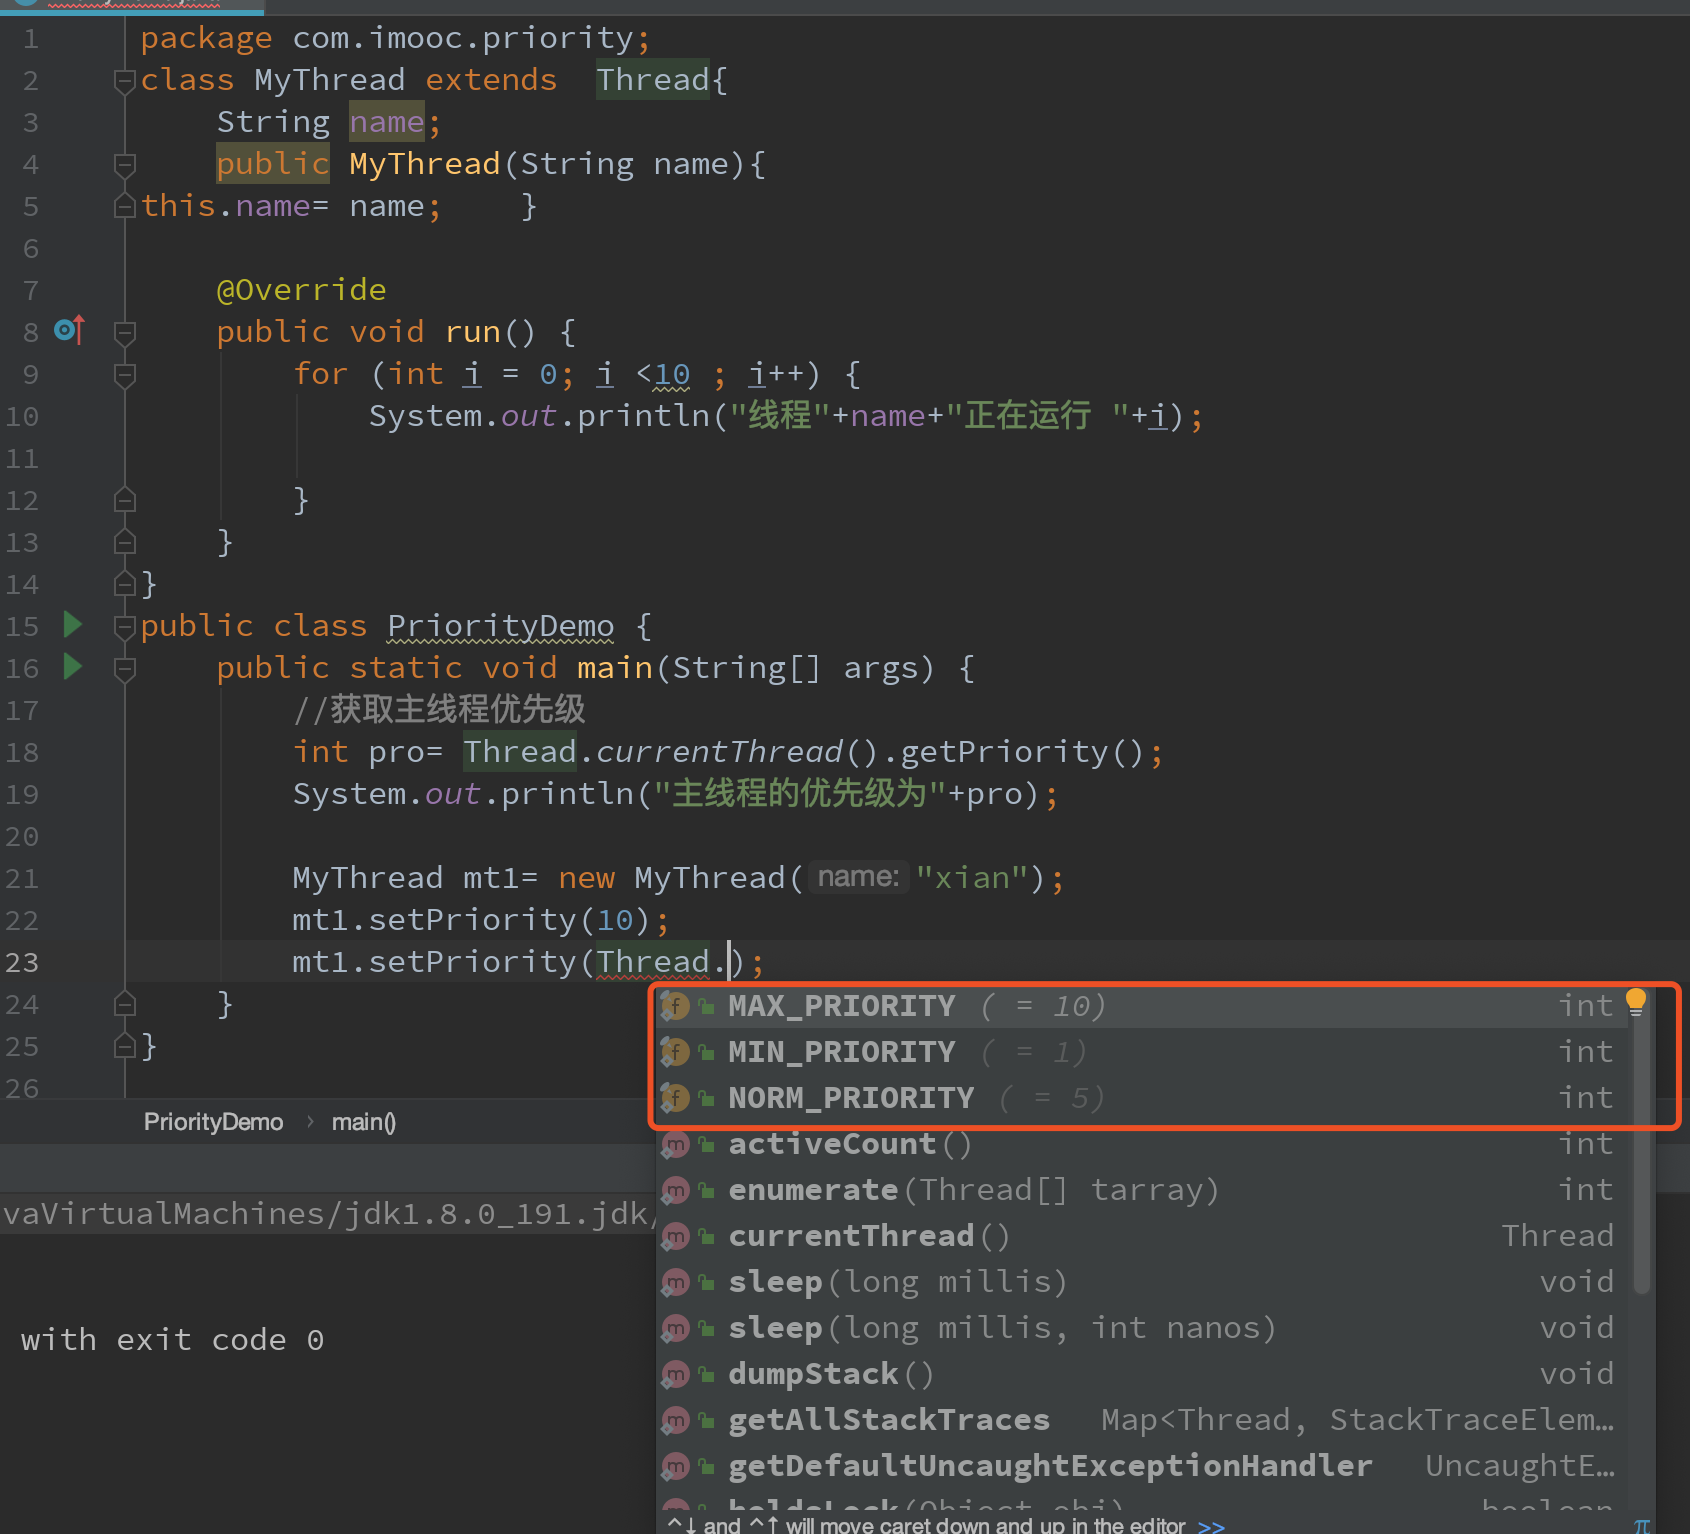 1 package com.imooc.priority;
2 class MyThread extends  Thread{
3 String name;
4 public MyThread(String name){
5 this.name= name;    }
6
7 @Override
8 public void run() {
9 for (int i = 0; i <10 ; i++) {
10 System.out.println("线程"+name+"正在运行 "+i);
11
12 }
13 }
14 }
15 public class PriorityDemo {
16 public static void main(String[] args) {
17 //获取主线程优先级
18 int pro= Thread.currentThread().getPriority();
19 System.out.println("主线程的优先级为"+pro);
20
21 MyThread mt1= new MyThread( name: "xian");
22 mt1.setPriority(10);
23 mt1.setPriority(Thread.);
24 }
25 }
26
MAX_PRIORITY ( = 10) int
MIN_PRIORITY ( = 1) int
NORM_PRIORITY ( = 5) int
activeCount() int
enumerate(Thread[] tarray) int
currentThread() Thread
sleep(long millis) void
sleep(long millis, int nanos) void
dumpStack() void
getAllStackTraces Map<Thread, StackTraceElem…
getDefaultUncaughtExceptionHandler UncaughtE…
holdsLock(Object obj) boolean
^↓ and ^↑ will move caret down and up in the editor >> π
PriorityDemo › main()
vaVirtualMachines/jdk1.8.0_191.jdk/
with exit code 0